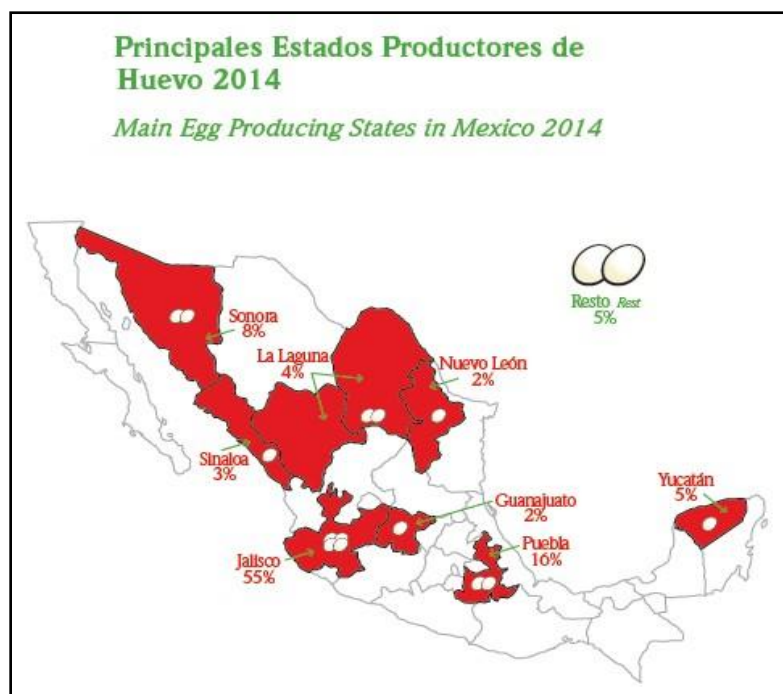 Principales Estados Productores de
Huevo 2014
Main Egg Producing States in Mexico 2014
Resto Rest
5%
Sonora
8%
La Laguna
4%
Nuevo León
2%
Sinaloa
3%
Guanajuato
2%
Yucatán
5%
Jalisco
55%
Puebla
16%